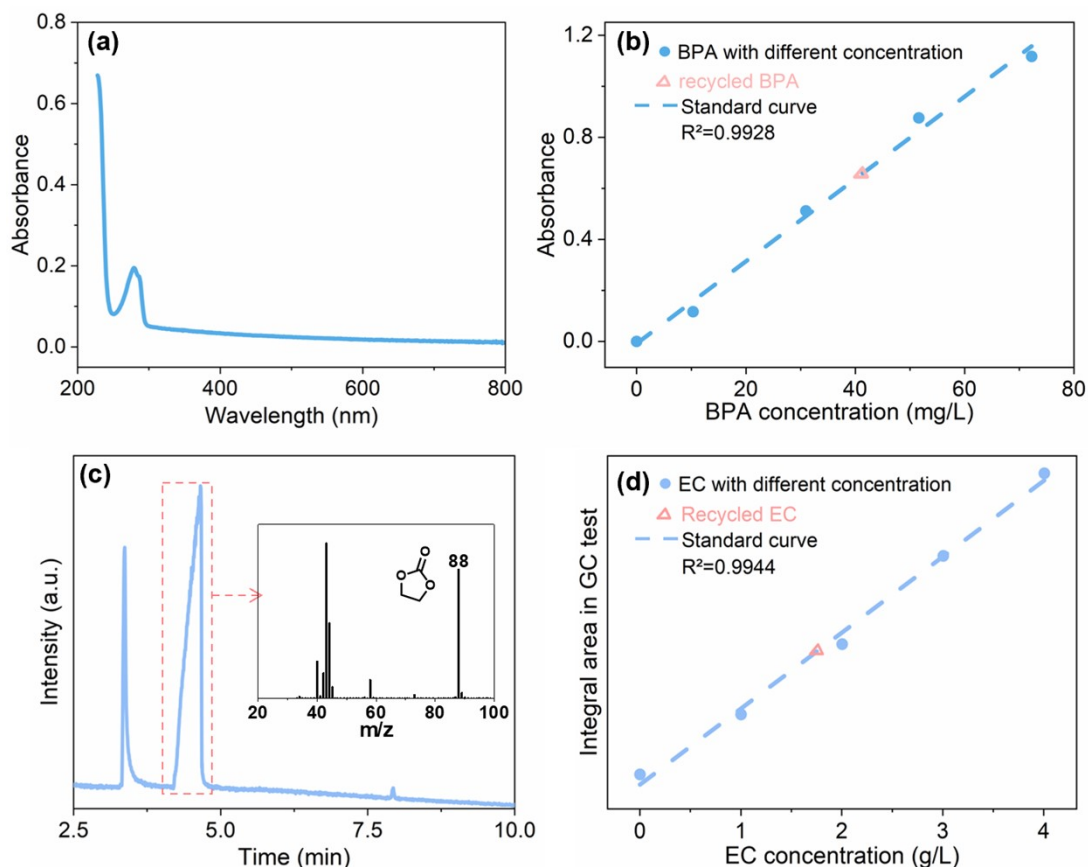 (a)
0.8
0.6
0.4
0.2
0.0
Absorbance
200
400
600
800
Wavelength (nm)
(b)
1.2
0.8
0.4
0.0
Absorbance
BPA with different concentration
recycled BPA
Standard curve
R²=0.9928
0
20
40
60
80
BPA concentration (mg/L)
(c)
Intensity (a.u.)
O
O
O
88
20
40
60
80
100
m/z
2.5
5.0
7.5
10.0
Time (min)
(d)
Integral area in GC test
EC with different concentration
Recycled EC
Standard curve
R²=0.9944
0
1
2
3
4
EC concentration (g/L)